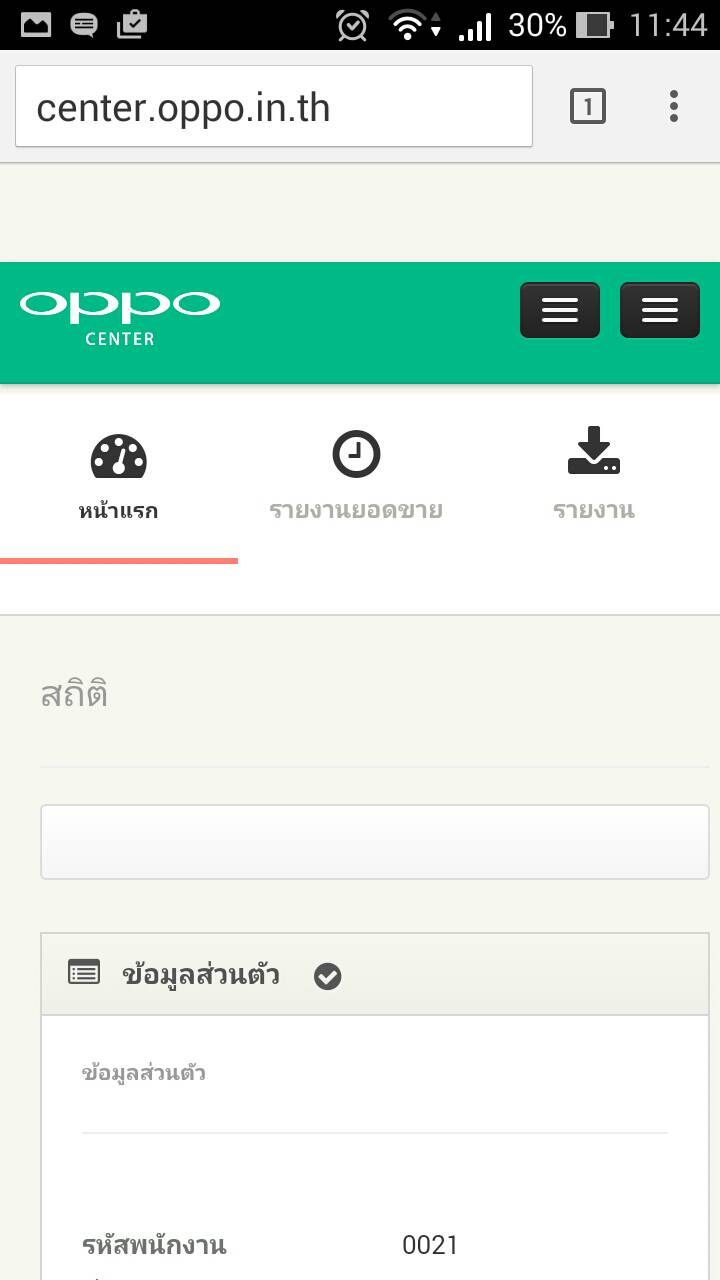 30% 11:44
center.oppo.in.th 1
oppo
CENTER
หน้าแรก รายงานยอดขาย รายงาน
สถิติ
ข้อมูลส่วนตัว
ข้อมูลส่วนตัว
รหัสพนักงาน 0021